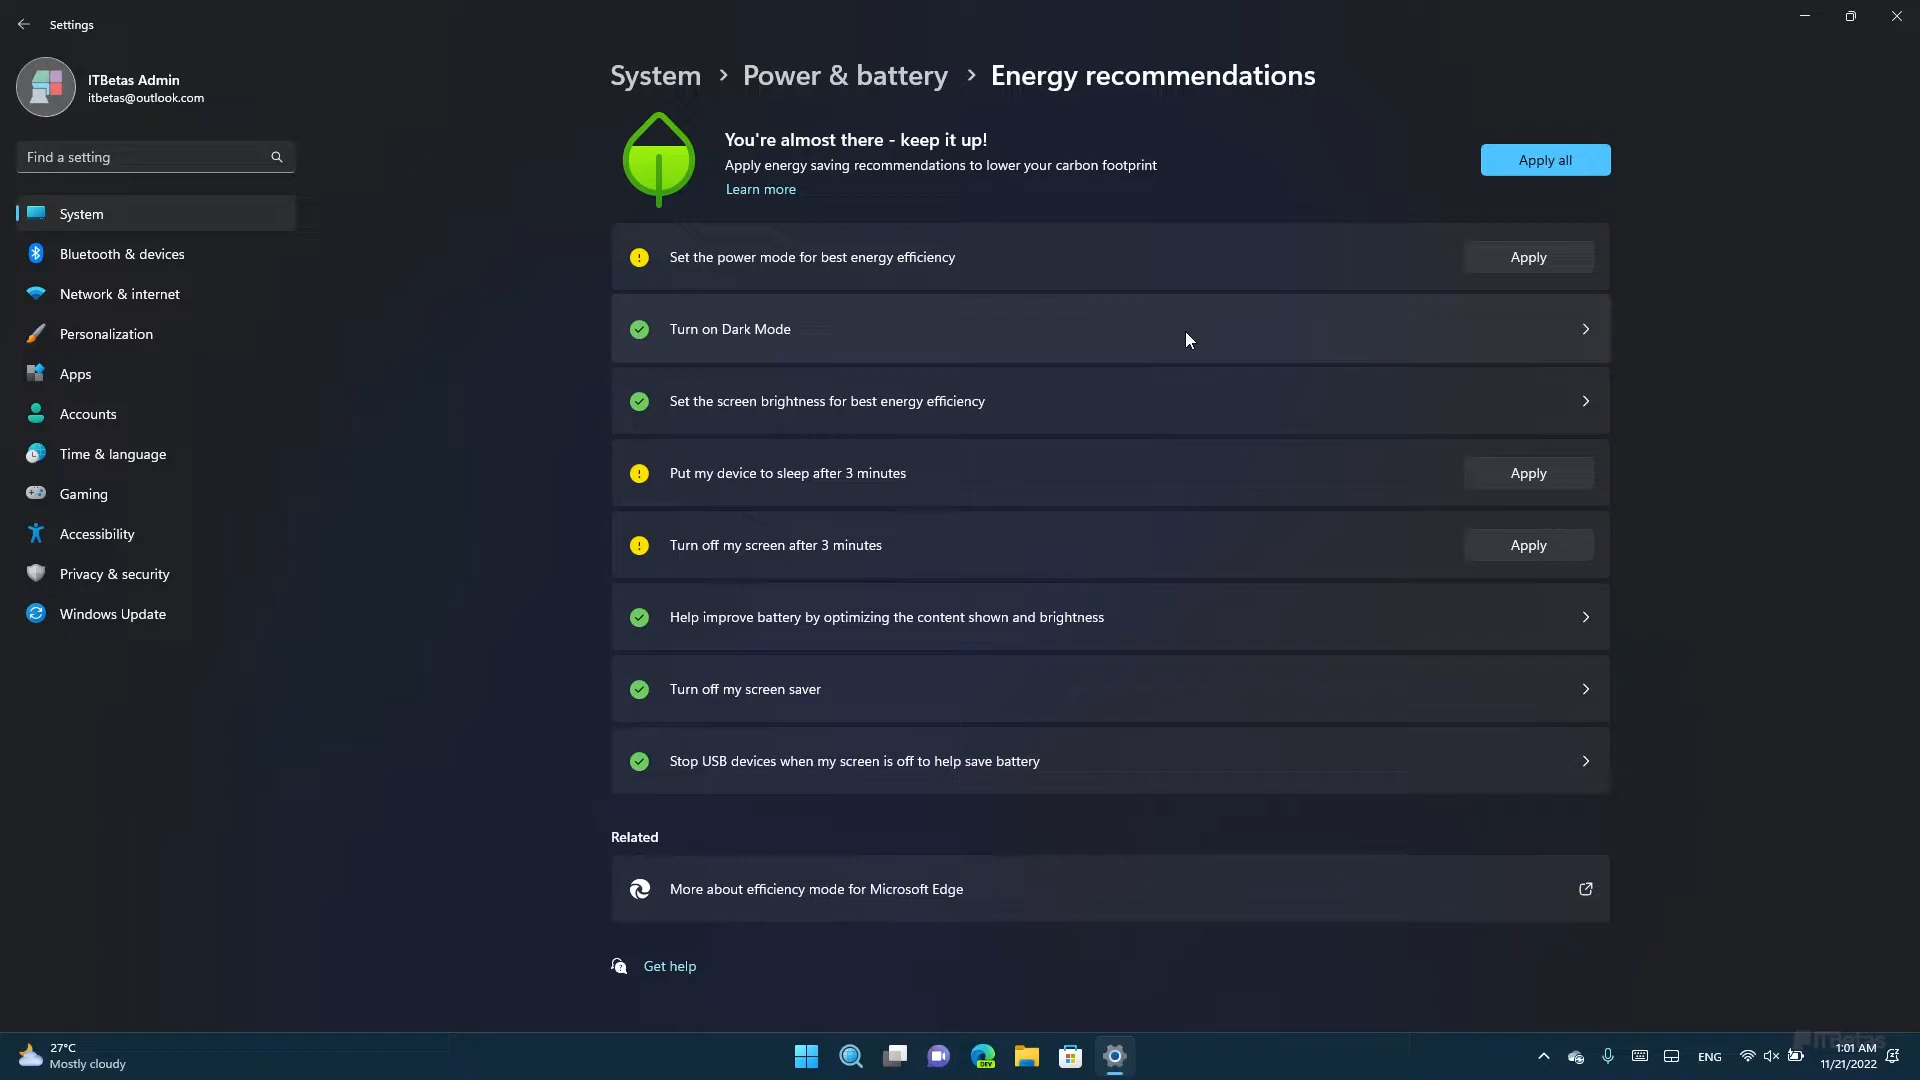 Settings
ITBetas Admin
itbetas@outlook.com
Find a setting
System
Bluetooth & devices
Network & internet
Personalization
Apps
Accounts
Time & language
Gaming
Accessibility
Privacy & security
Windows Update
System > Power & battery > Energy recommendations
You're almost there - keep it up!
Apply energy saving recommendations to lower your carbon footprint
Learn more
Apply all
Set the power mode for best energy efficiency
Apply
Turn on Dark Mode
Set the screen brightness for best energy efficiency
Put my device to sleep after 3 minutes
Apply
Turn off my screen after 3 minutes
Apply
Help improve battery by optimizing the content shown and brightness
Turn off my screen saver
Stop USB devices when my screen is off to help save battery
Related
More about efficiency mode for Microsoft Edge
Get help
27°C
Mostly cloudy
DEV
ENG
ITBetas
1:01 AM
11/21/2022